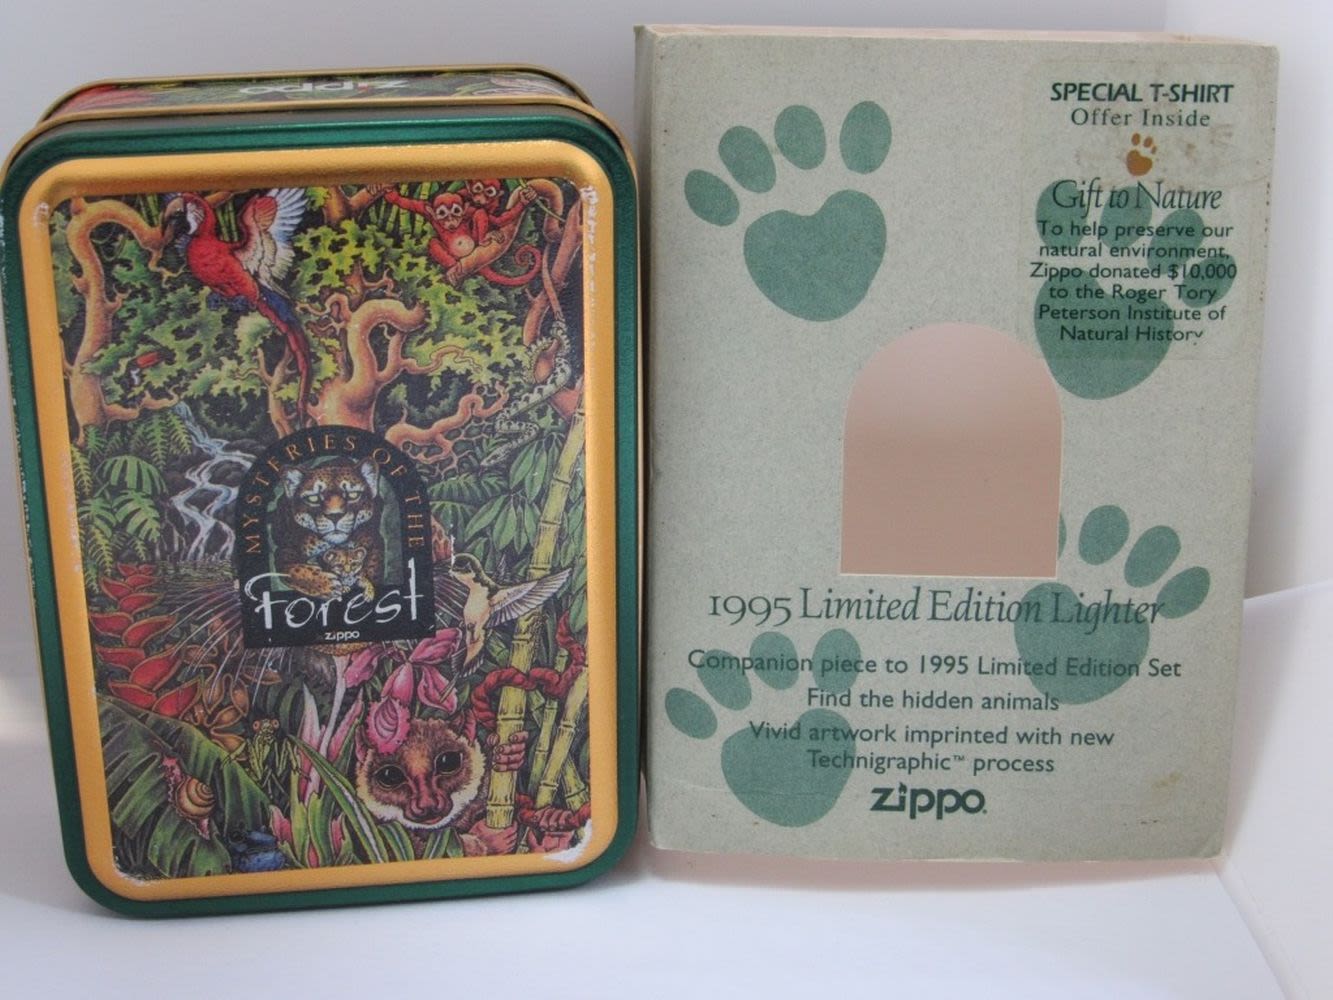 zippo
MYSTERIES OF THE
Forest
zippo
SPECIAL T-SHIRT
Offer Inside
Gift to Nature
To help preserve our
natural environment,
Zippo donated $10,000
to the Roger Tory
Peterson Institute of
Natural History
1995 Limited Edition Lighter
Companion piece to 1995 Limited Edition Set
Find the hidden animals
Vivid artwork imprinted with new
Technigraphic™ process
zippo®